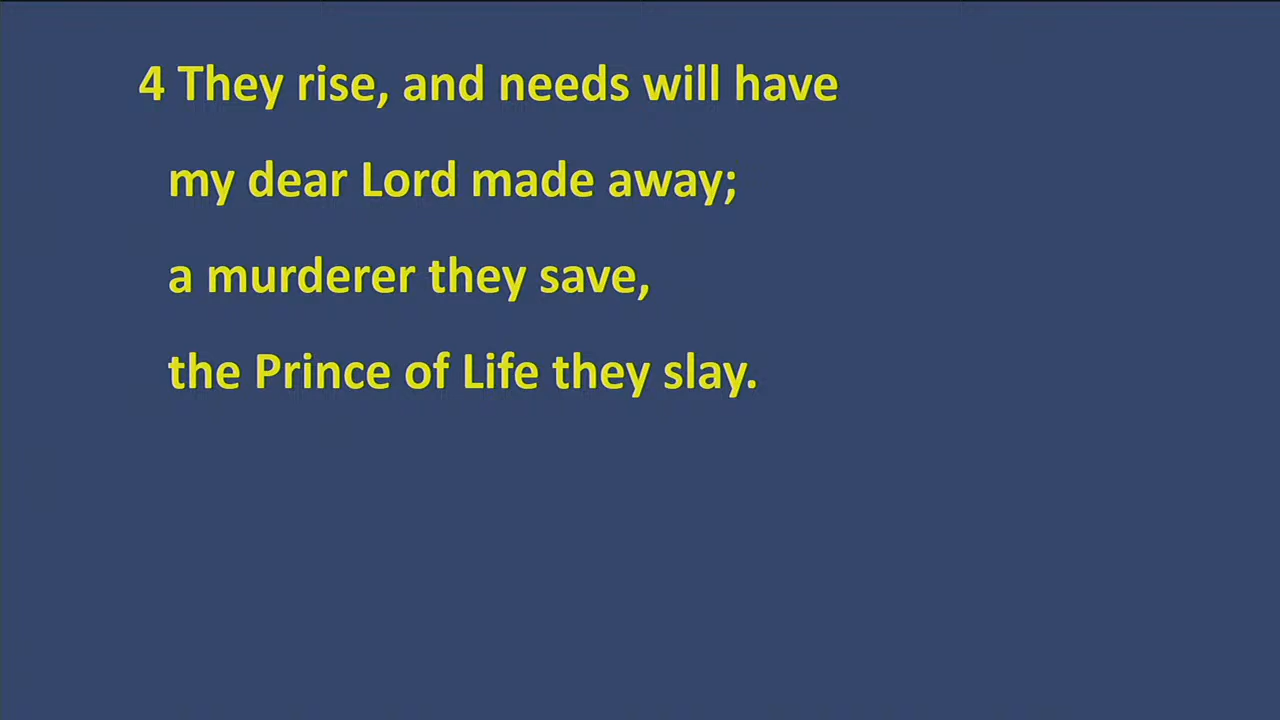 4 They rise, and needs will have
my dear Lord made away;
a murderer they save,
the Prince of Life they slay.